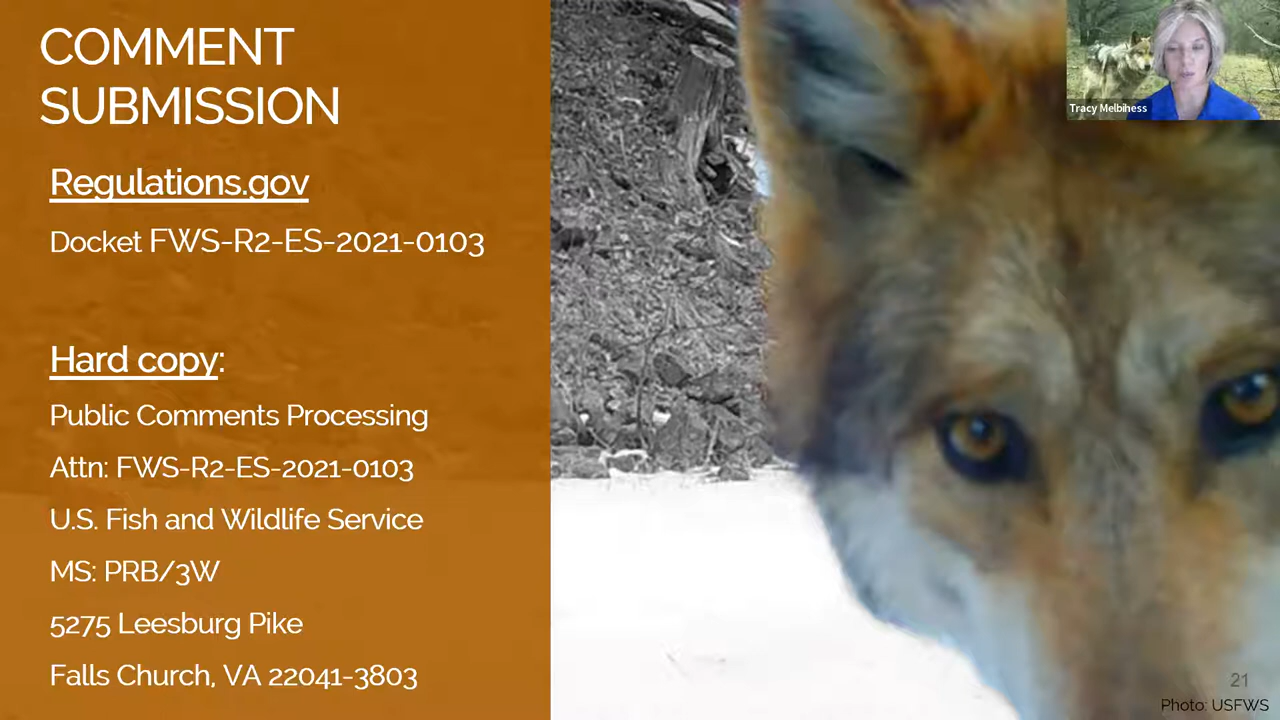 COMMENT
SUBMISSION
Regulations.gov
Docket FWS-R2-ES-2021-0103
Hard copy:
Public Comments Processing
Attn: FWS-R2-ES-2021-0103
U.S. Fish and Wildlife Service
MS: PRB/3W
5275 Leesburg Pike
Falls Church, VA 22041-3803
Tracy Melbihess
21
Photo: USFWS